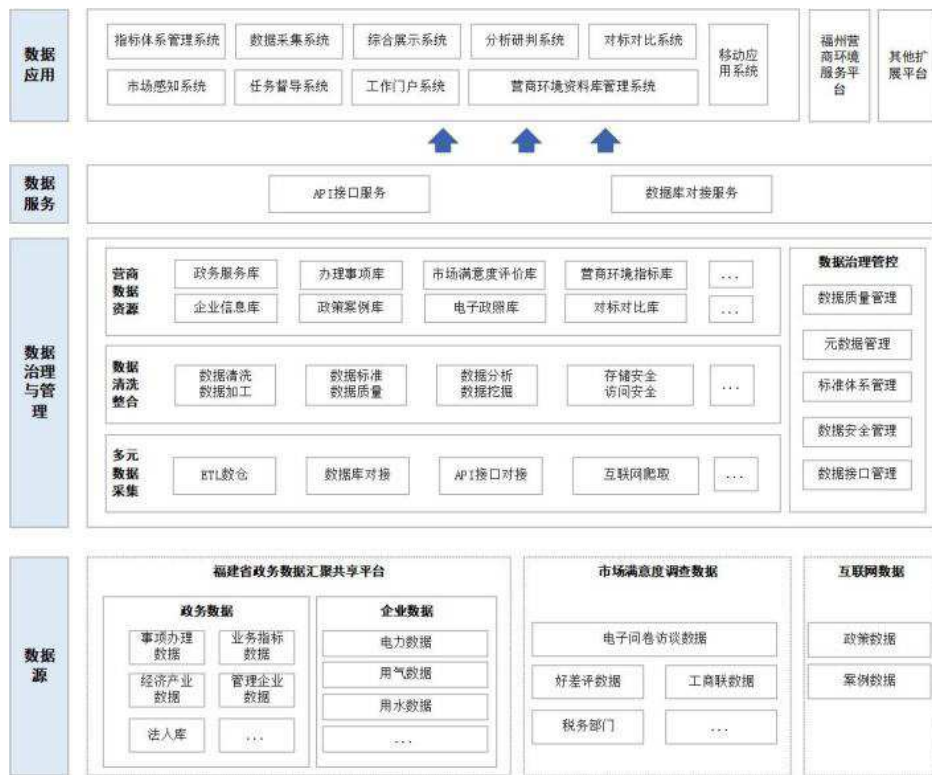 数据
应用
指标体系管理系统
数据采集系统
综合展示系统
分析研判系统
对标对比系统
移动应
用系统
市场感知系统
任务督导系统
工作门户系统
营商环境资料库管理系统
福州营
商环境
服务平
台
其他扩
展平台
数据
服务
API接口服务
数据库对接服务
数据
治理
与管
理
营商
数据
资源
政务服务库
办理事项库
市场满意度评价库
营商环境指标库
...
企业信息库
政策案例库
电子政照库
对标对比库
...
数据
清洗
整合
数据清洗
数据加工
数据标准
数据质量
数据分析
数据挖掘
存储安全
访问安全
...
多元
数据
采集
ETL数仓
数据库对接
API接口对接
互联网爬取
...
数据治理管控
数据质量管理
元数据管理
标准体系管理
数据安全管理
数据接口管理
数据
源
福建省政务数据汇聚共享平台
政务数据
事项办理
数据
业务指标
数据
经济产业
数据
管理企业
数据
法人库
...
企业数据
电力数据
用气数据
用水数据
...
市场满意度调查数据
电子问卷访谈数据
好差评数据
工商联数据
税务部门
...
互联网数据
政策数据
案例数据